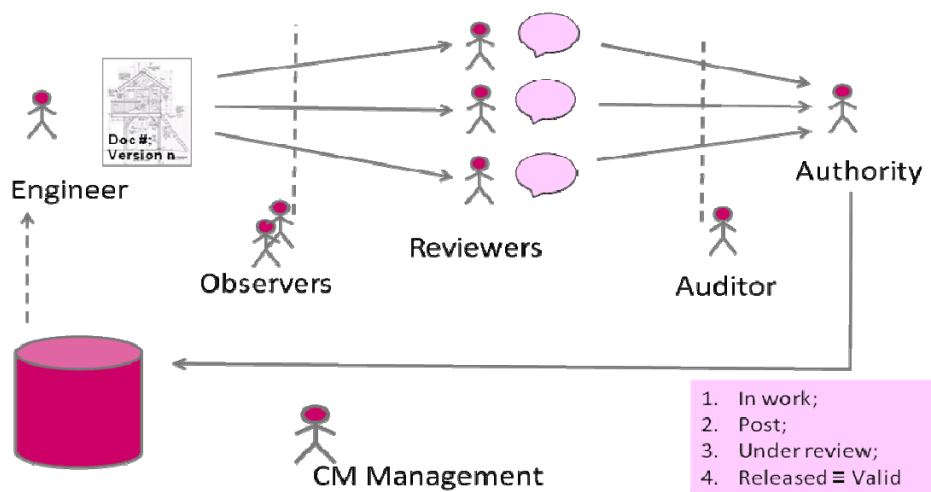 Doc #;
Version n
Engineer
Observers
Reviewers
Auditor
Authority
CM Management
1. In work;
2. Post;
3. Under review;
4. Released ≡ Valid